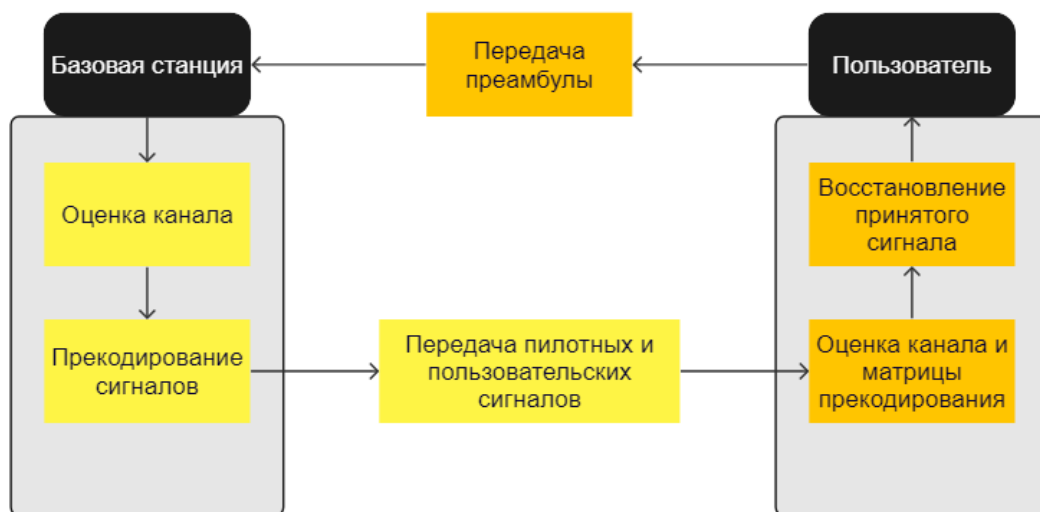 Базовая станция
Передача
преамбулы
Пользователь
Оценка канала
Восстановление
принятого
сигнала
Прекодирование
сигналов
Передача пилотных и
пользовательских
сигналов
Оценка канала и
матрицы
прекодирования